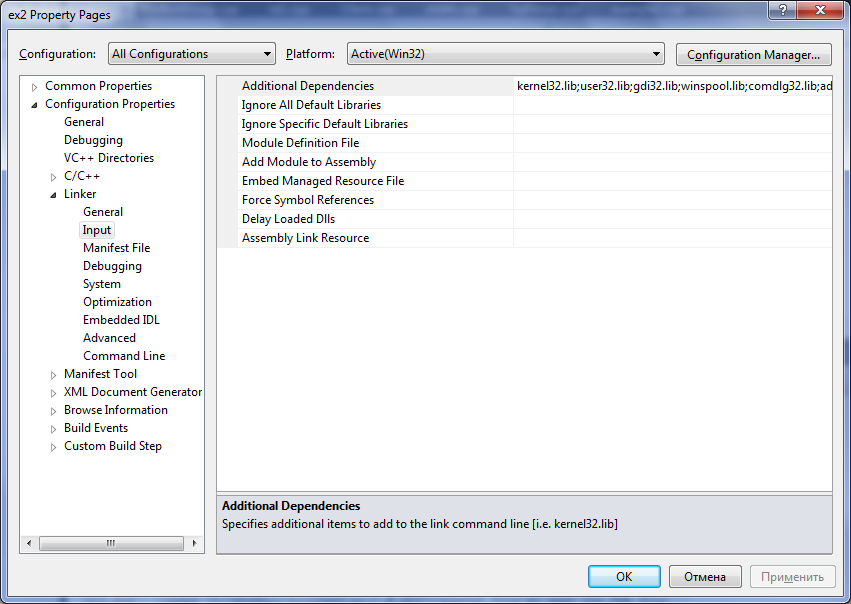 ex2 Property Pages
Configuration: All Configurations Platform: Active(Win32) Configuration Manager...
Common Properties
Configuration Properties
General
Debugging
VC++ Directories
C/C++
Linker
General
Input
Manifest File
Debugging
System
Optimization
Embedded IDL
Advanced
Command Line
Manifest Tool
XML Document Generator
Browse Information
Build Events
Custom Build Step
Additional Dependencies kernel32.lib;user32.lib;gdi32.lib;winspool.lib;comdlg32.lib;ad
Ignore All Default Libraries
Ignore Specific Default Libraries
Module Definition File
Add Module to Assembly
Embed Managed Resource File
Force Symbol References
Delay Loaded Dlls
Assembly Link Resource
Additional Dependencies
Specifies additional items to add to the link command line [i.e. kernel32.lib]
OK Отмена Применить